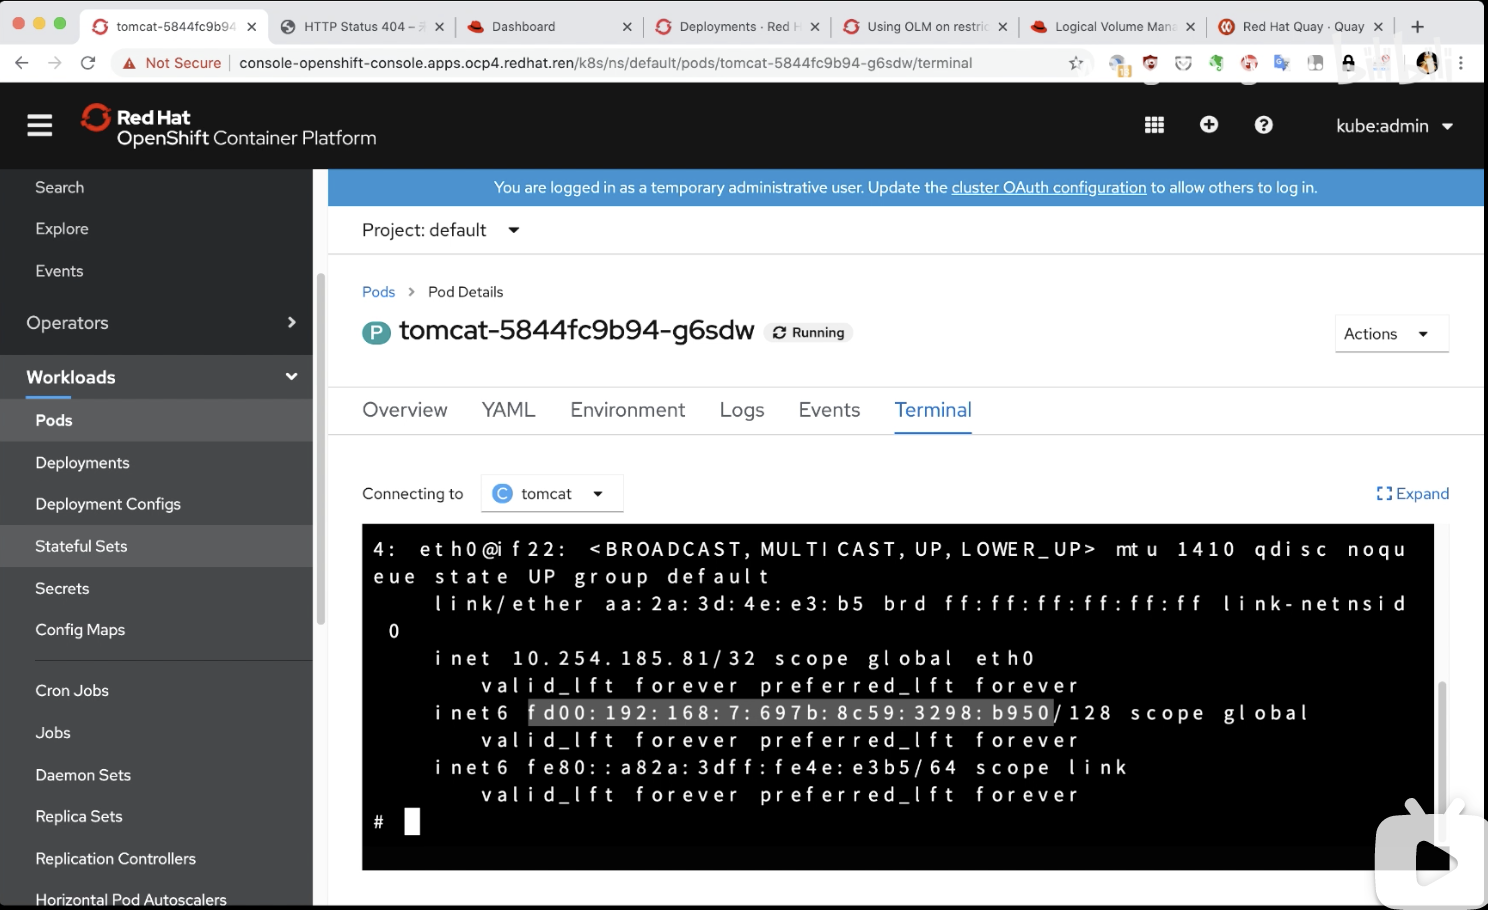 tomcat-5844fc9b94
HTTP Status 404 –
Dashboard
Deployments · Red H
Using OLM on restric
Logical Volume Mana
Red Hat Quay · Quay
Not Secure
console-openshift-console.apps.ocp4.redhat.ren/k8s/ns/default/pods/tomcat-5844fc9b94-g6sdw/terminal
bilibili
Red Hat
OpenShift Container Platform
kube:admin
Search
Explore
Events
Operators
Workloads
Pods
Deployments
Deployment Configs
Stateful Sets
Secrets
Config Maps
Cron Jobs
Jobs
Daemon Sets
Replica Sets
Replication Controllers
Horizontal Pod Autoscalers
You are logged in as a temporary administrative user. Update the cluster OAuth configuration to allow others to log in.
Project: default
Pods > Pod Details
P tomcat-5844fc9b94-g6sdw Running
Actions
Overview YAML Environment Logs Events Terminal
Connecting to C tomcat
Expand
4: eth0@if22: <BROADCAST,MULTICAST,UP,LOWER_UP> mtu 1410 qdisc noqu
eue state UP group default
link/ether aa:2a:3d:4e:e3:b5 brd ff:ff:ff:ff:ff:ff link-netnsid
0
inet 10.254.185.81/32 scope global eth0
valid_lft forever preferred_lft forever
inet6 fd00:192:168:7:697b:8c59:3298:b950/128 scope global
valid_lft forever preferred_lft forever
inet6 fe80::a82a:3dff:fe4e:e3b5/64 scope link
valid_lft forever preferred_lft forever
#